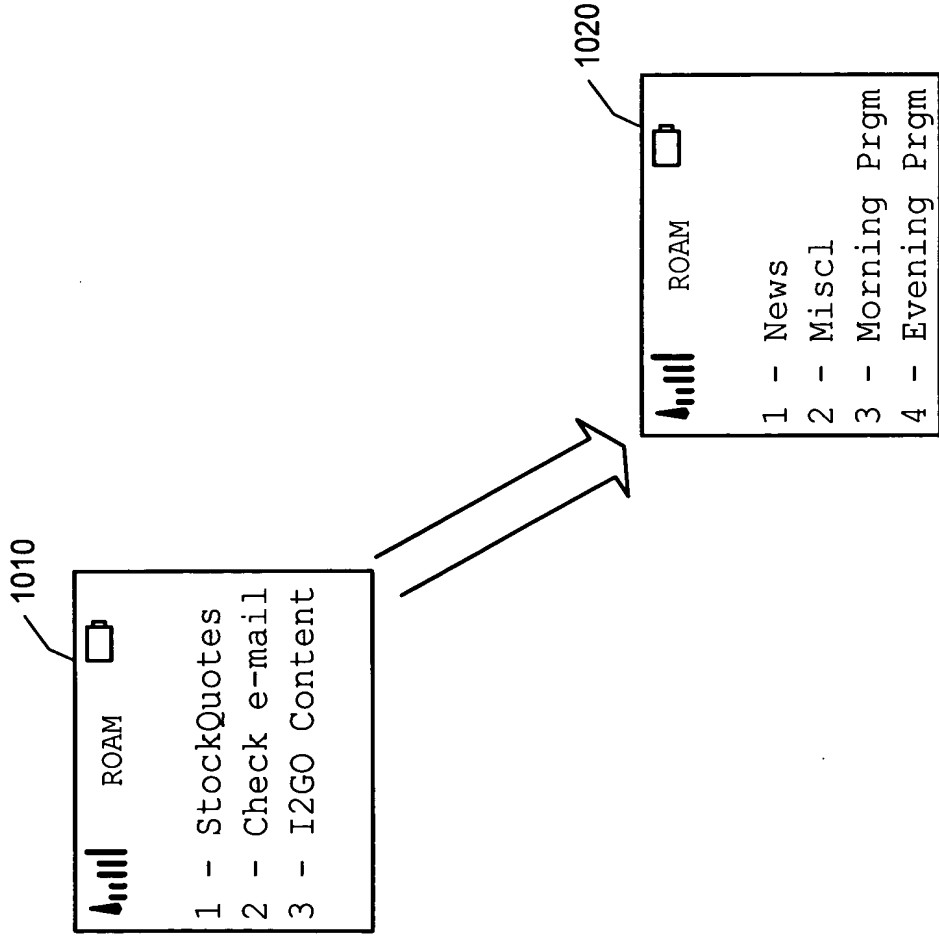 1010
ROAM
1 - StockQuotes
2 - Check e-mail
3 - I2GO Content
1020
ROAM
1 - News
2 - Miscl
3 - Morning Prgm
4 - Evening Prgm